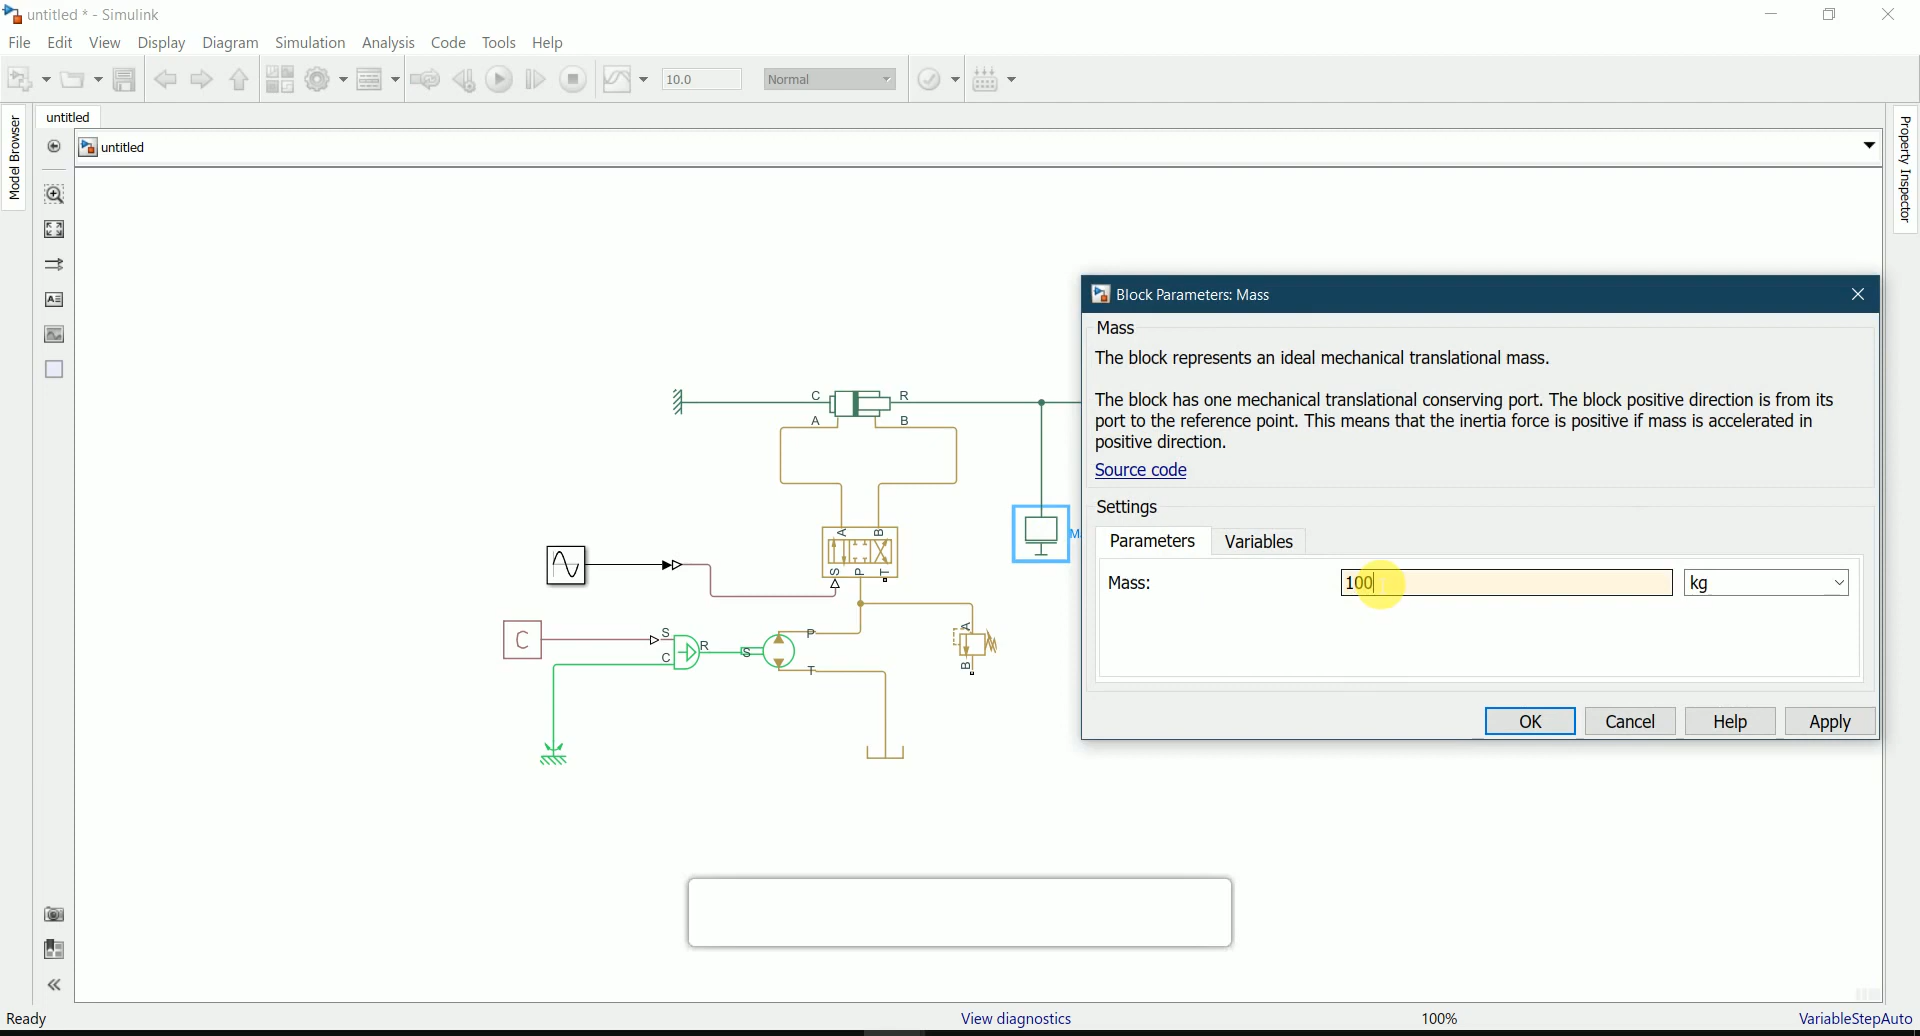 untitled * - Simulink
File Edit View Display Diagram Simulation Analysis Code Tools Help
10.0 Normal
Model Browser
untitled
untitled
Property Inspector
Block Parameters: Mass
Mass
The block represents an ideal mechanical translational mass.
The block has one mechanical translational conserving port. The block positive direction is from its
port to the reference point. This means that the inertia force is positive if mass is accelerated in
positive direction.
Source code
Settings
Parameters Variables
Mass: 100 kg
OK Cancel Help Apply
C R
A B
A B
S P T
C
S
C R
S
P
T
A
B
Ready View diagnostics 100% VariableStepAuto